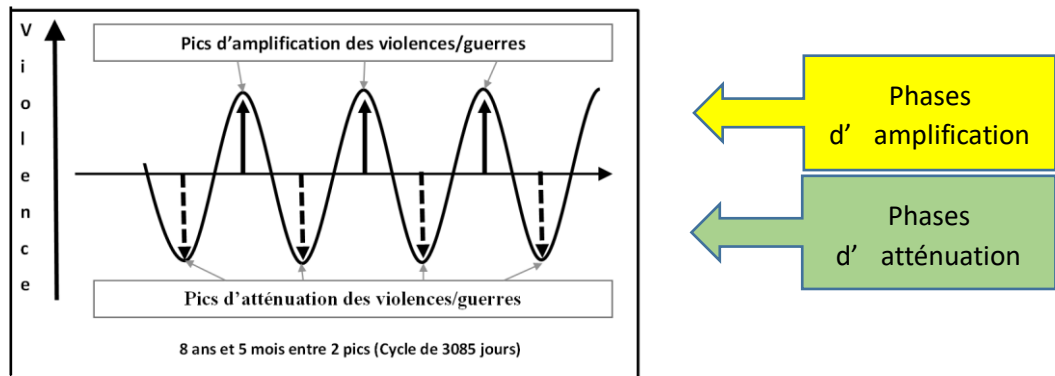 Violence
Pics d’amplification des violences/guerres
Pics d’atténuation des violences/guerres
8 ans et 5 mois entre 2 pics (Cycle de 3085 jours)
Phases
d’ amplification
Phases
d’ atténuation